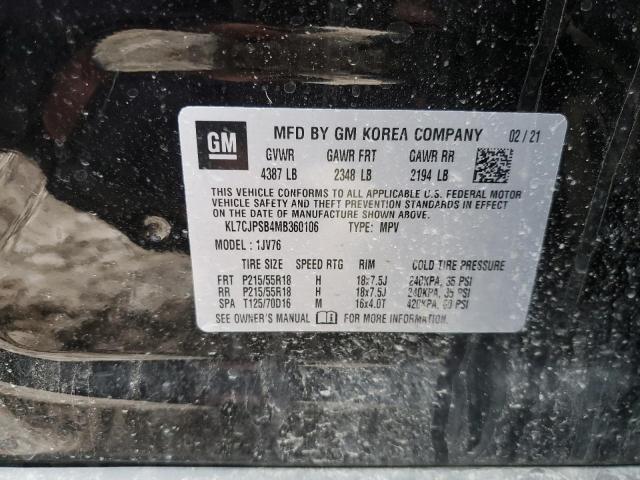 GM MFD BY GM KOREA COMPANY 02/21
GVWR GAWR FRT GAWR RR
4387 LB 2348 LB 2194 LB
THIS VEHICLE CONFORMS TO ALL APPLICABLE U.S. FEDERAL MOTOR
VEHICLE SAFETY AND THEFT PREVENTION STANDARDS IN EFFECT ON
THE DATE OF MANUFACTURE SHOWN ABOVE.
KL7CJPSB4MB360106 TYPE: MPV
MODEL: 1JV76
TIRE SIZE SPEED RTG RIM COLD TIRE PRESSURE
FRT P215/55R18 H 18x7.5J 240KPA, 35 PSI
RR P215/55R18 H 18x7.5J 240KPA, 35 PSI
SPA T125/70D16 M 16x4.0T 420KPA, 60 PSI
SEE OWNER'S MANUAL FOR MORE INFORMATION.